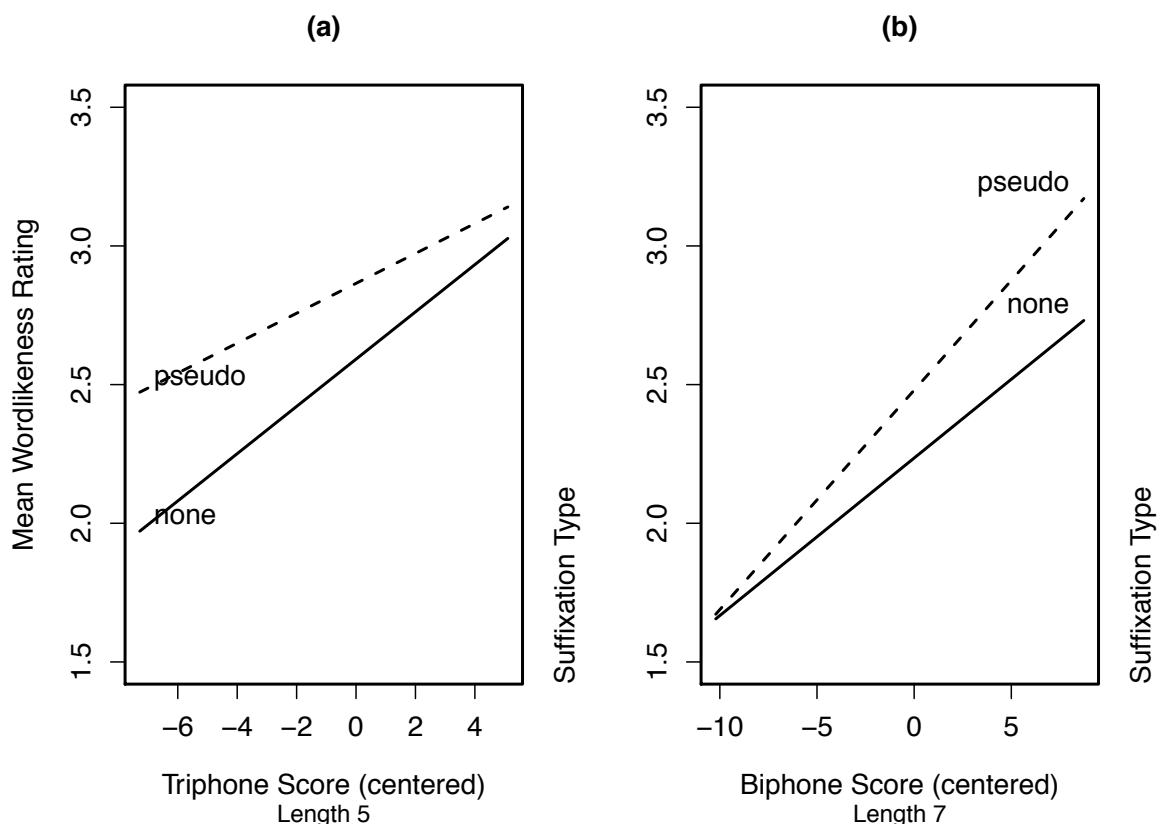 (a)
Mean Wordlikeness Rating
3.5
3.0
2.5
2.0
1.5
pseudo
none
−6 −4 −2 0 2 4
Triphone Score (centered)
Length 5
Suffixation Type
(b)
3.5
3.0
2.5
2.0
1.5
pseudo
none
−10 −5 0 5
Biphone Score (centered)
Length 7
Suffixation Type